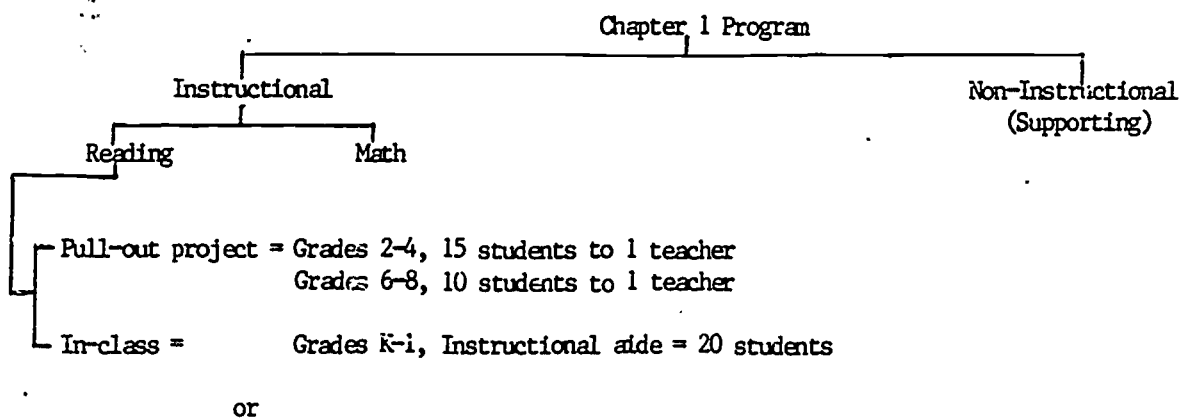 Chapter 1 Program
Instructional
Non-Instructional
(Supporting)
Reading Math
Pull-out project = Grades 2-4, 15 students to 1 teacher
Grades 6-8, 10 students to 1 teacher
In-class = Grades K-1, Instructional aide = 20 students
or